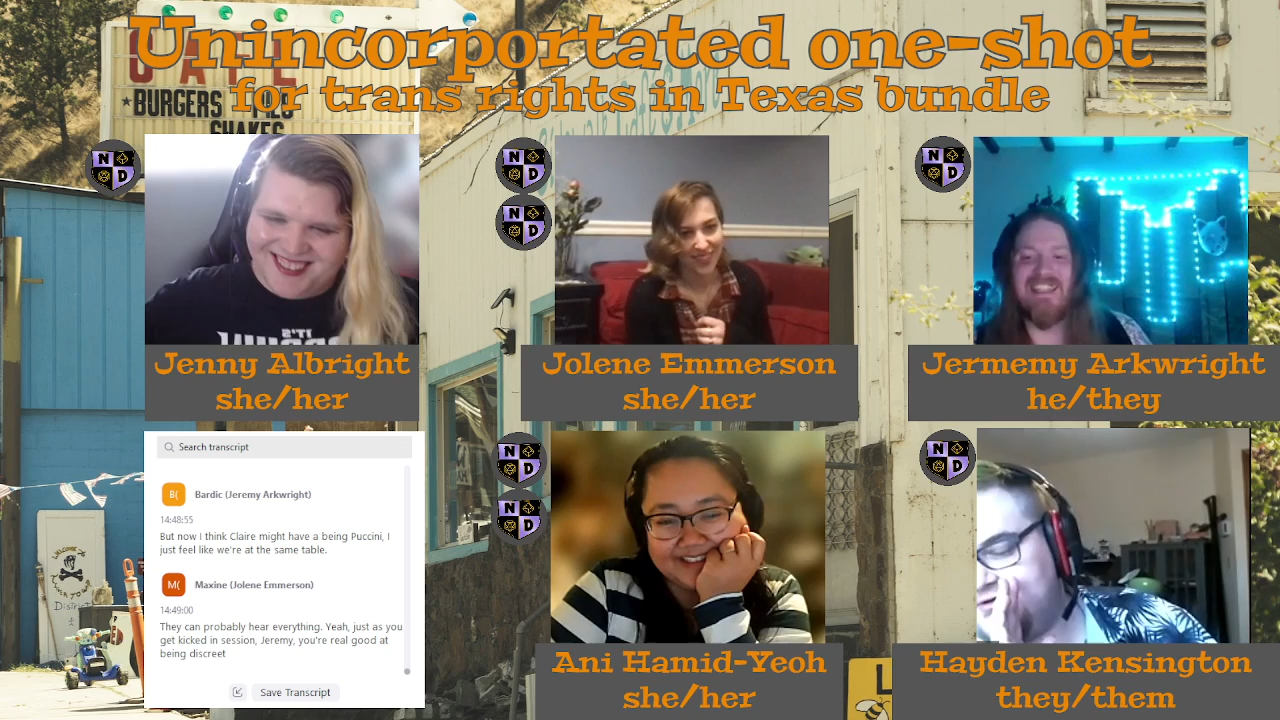 Unincorportated one-shot
for trans rights in Texas bundle
CAFE
★BURGERS PIES
SHAKES
N D
N D
N D
N D
Jenny Albright
she/her
Jolene Emmerson
she/her
Jermemy Arkwright
he/they
Search transcript
B( Bardic (Jeremy Arkwright)
14:48:55
But now I think Claire might have a being Puccini, I
just feel like we're at the same table.
M( Maxine (Jolene Emmerson)
14:49:00
They can probably hear everything. Yeah, just as you
get kicked in session, Jeremy, you're real good at
being discreet
Save Transcript
N D
N D
N D
Ani Hamid-Yeoh
she/her
Hayden Kensington
they/them
WELCOME
District
L